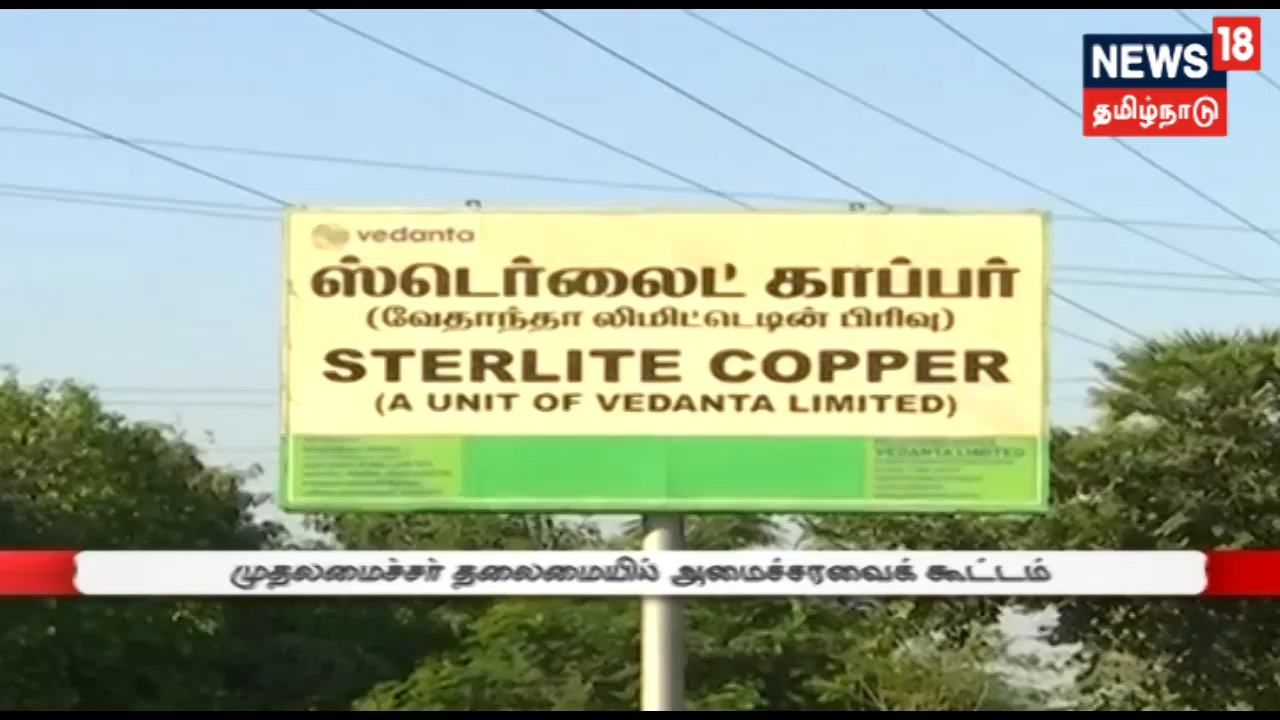 NEWS 18
தமிழ்நாடு
vedanta
ஸ்டெர்லைட் காப்பர்
(வேதாந்தா லிமிட்டெடின் பிரிவு)
STERLITE COPPER
(A UNIT OF VEDANTA LIMITED)
VEDANTA LIMITED
முதலமைச்சர் தலைமையில் அமைச்சரவைக் கூட்டம்